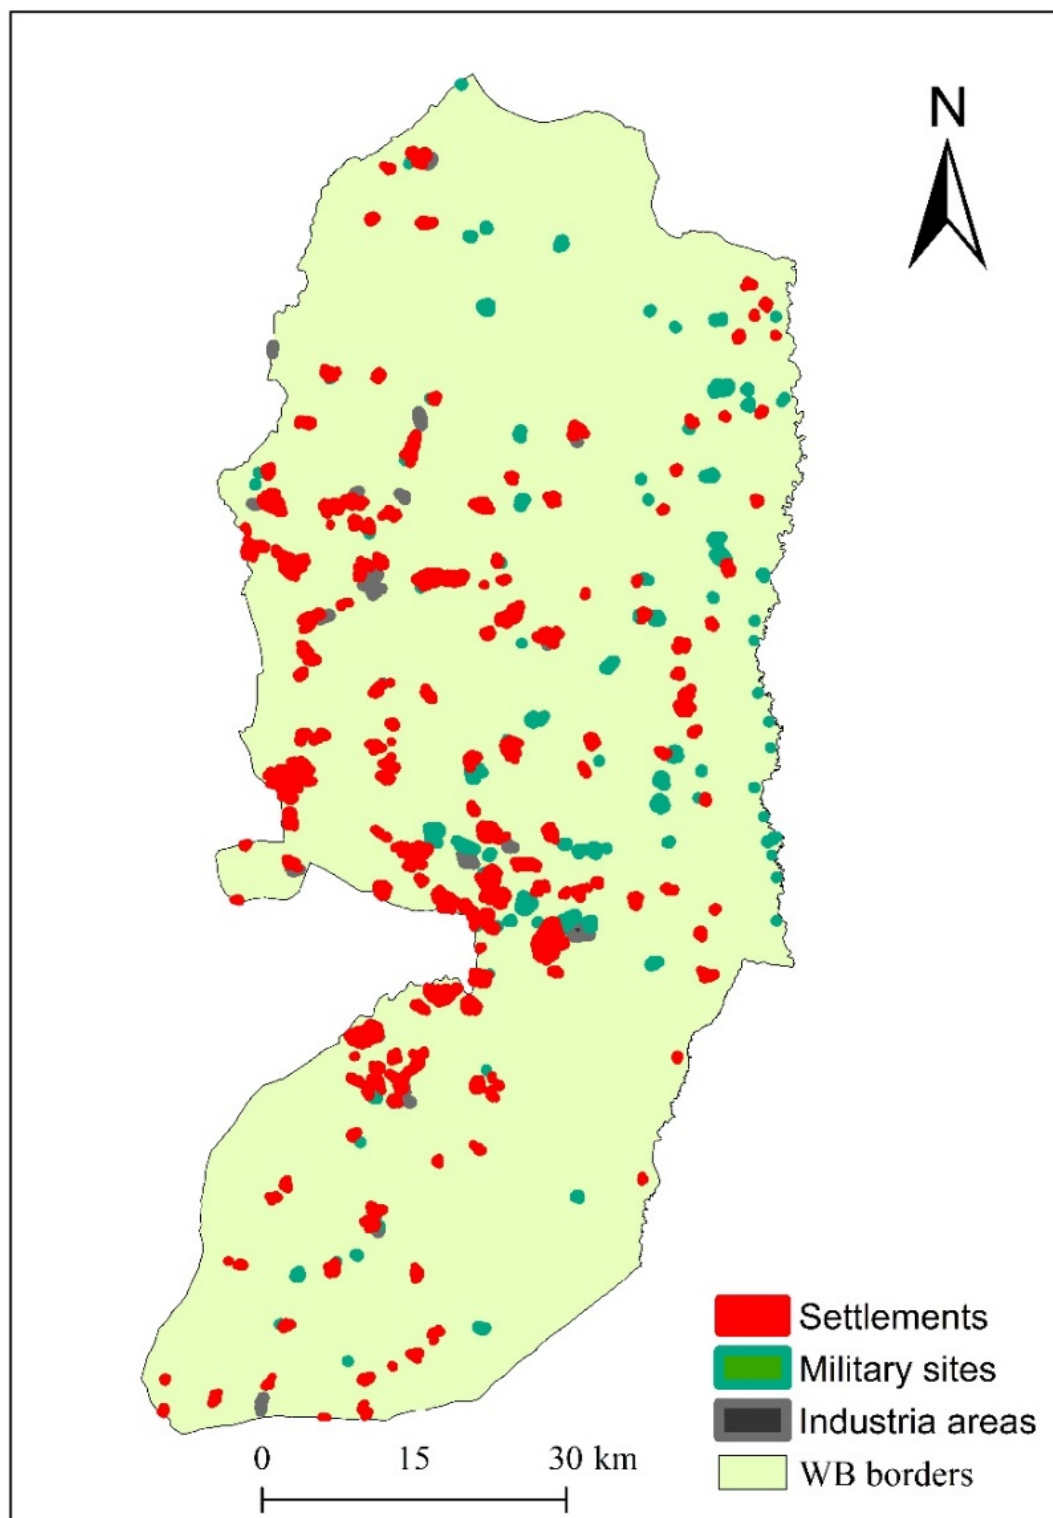 N
Settlements
Military sites
Industria areas
WB borders
0 15 30 km